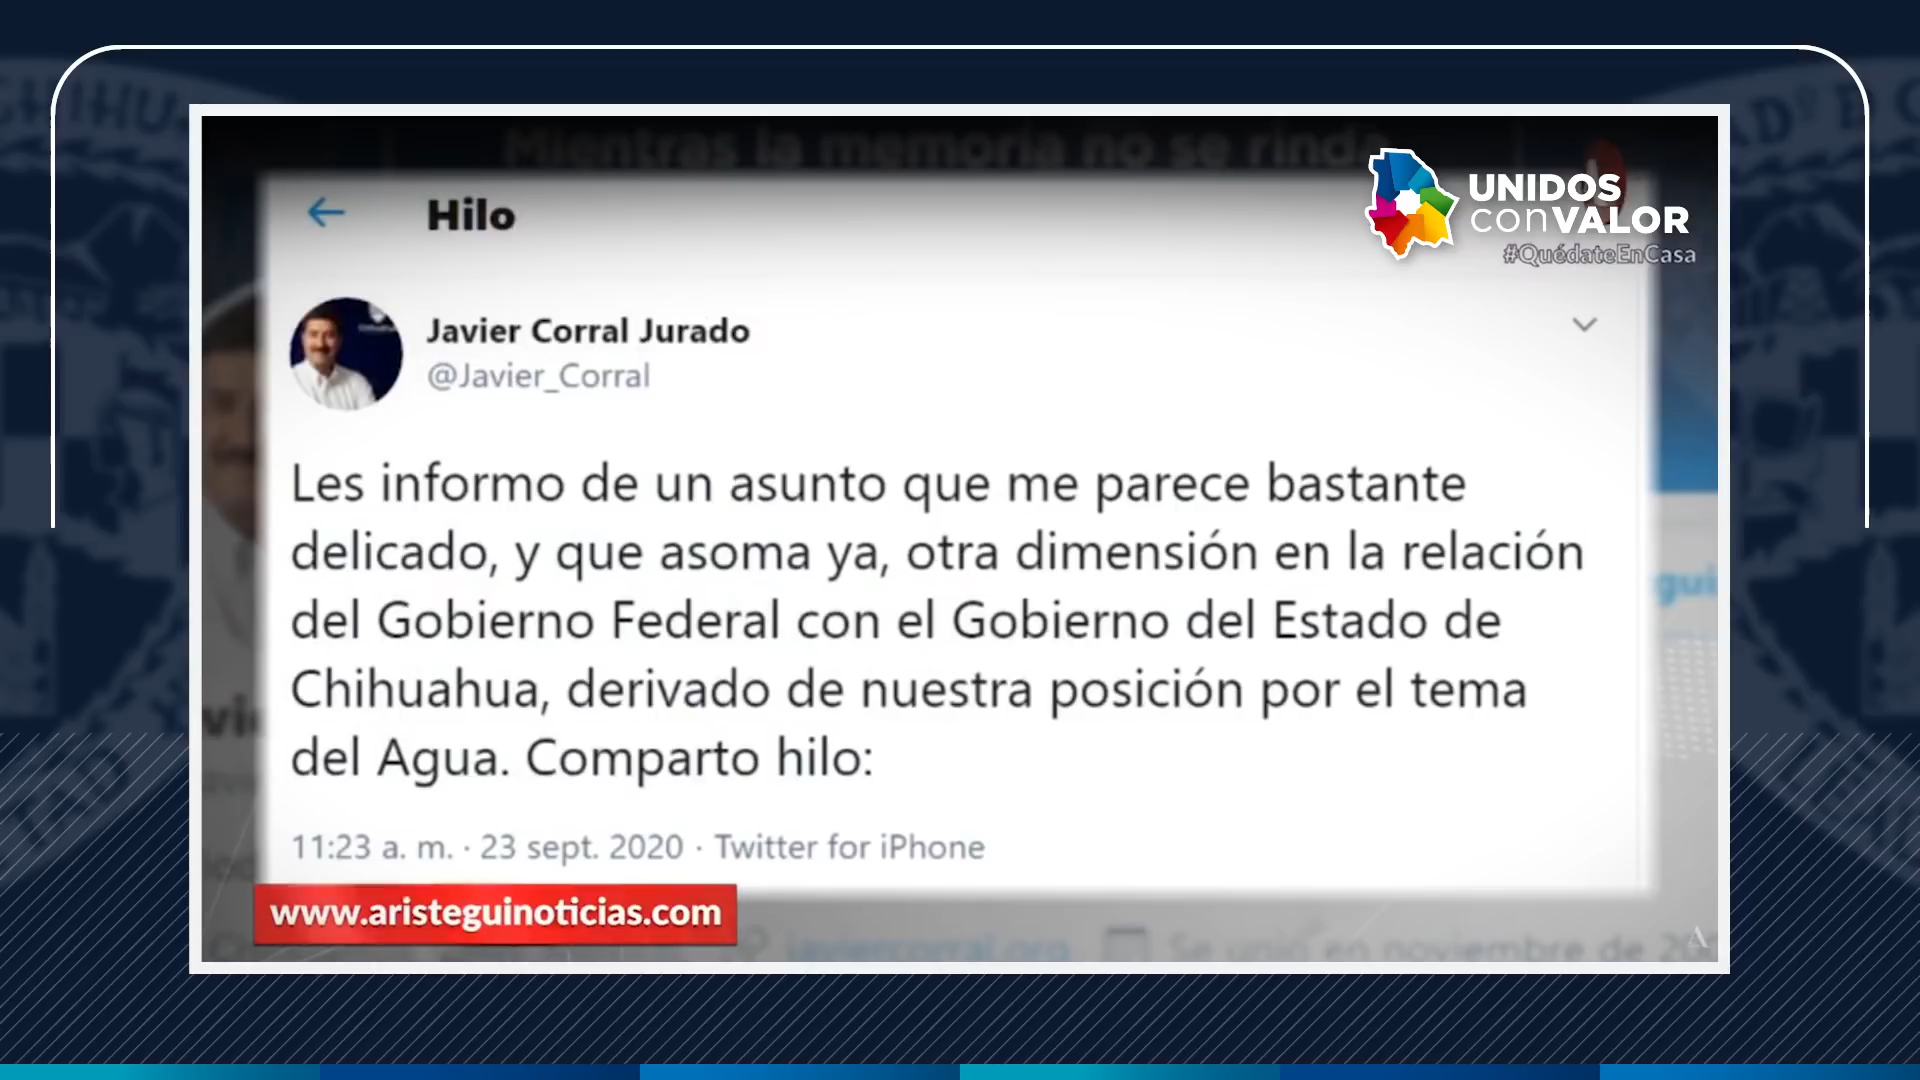 Mientras la memoria no se rinda
UNIDOS
conVALOR
#QuédateEnCasa
Hilo
Javier Corral Jurado
@Javier_Corral
Les informo de un asunto que me parece bastante
delicado, y que asoma ya, otra dimensión en la relación
del Gobierno Federal con el Gobierno del Estado de
Chihuahua, derivado de nuestra posición por el tema
del Agua. Comparto hilo:
11:23 a. m. · 23 sept. 2020 · Twitter for iPhone
www.aristeguinoticias.com
javiercorral.org Se unió en noviembre de